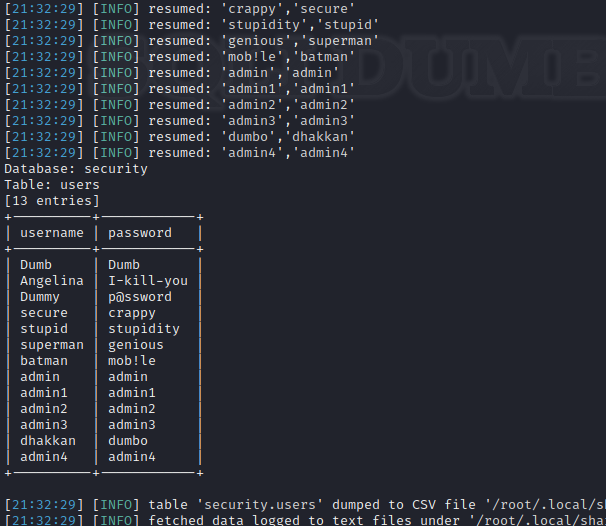 [21:32:29] [INFO] resumed: 'crappy','secure'
[21:32:29] [INFO] resumed: 'stupidity','stupid'
[21:32:29] [INFO] resumed: 'genious','superman'
[21:32:29] [INFO] resumed: 'mob!le','batman'
[21:32:29] [INFO] resumed: 'admin','admin'
[21:32:29] [INFO] resumed: 'admin1','admin1'
[21:32:29] [INFO] resumed: 'admin2','admin2'
[21:32:29] [INFO] resumed: 'admin3','admin3'
[21:32:29] [INFO] resumed: 'dumbo','dhakkan'
[21:32:29] [INFO] resumed: 'admin4','admin4'
Database: security
Table: users
[13 entries]
+----------+------------+
| username | password   |
+----------+------------+
| Dumb     | Dumb       |
| Angelina | I-kill-you |
| Dummy    | p@ssword   |
| secure   | crappy     |
| stupid   | stupidity  |
| superman | genious    |
| batman   | mob!le     |
| admin    | admin      |
| admin1   | admin1     |
| admin2   | admin2     |
| admin3   | admin3     |
| dhakkan  | dumbo      |
| admin4   | admin4     |
+----------+------------+
[21:32:29] [INFO] table 'security.users' dumped to CSV file '/root/.local/sh
[21:32:29] [INFO] fetched data logged to text files under '/root/.local/sha